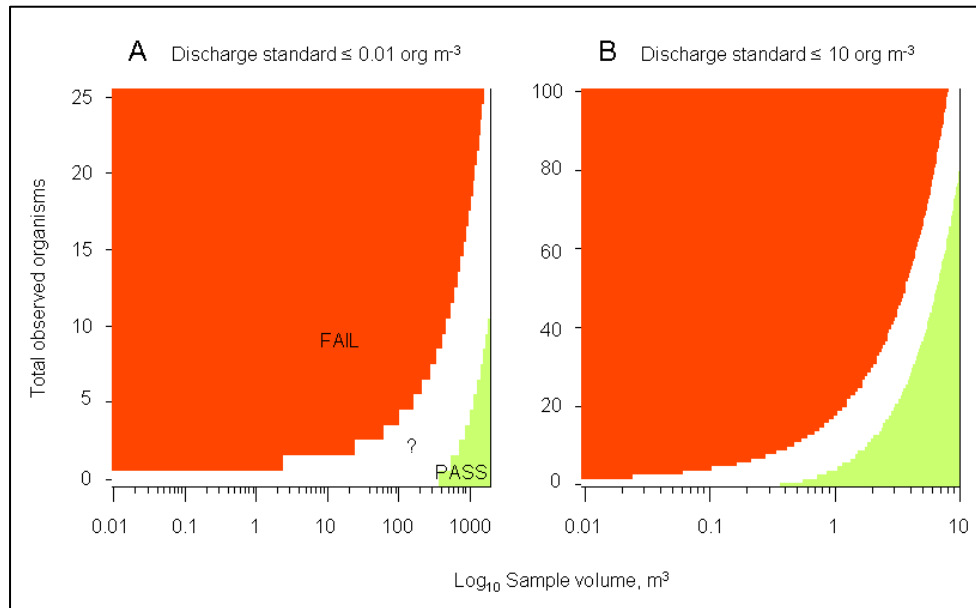 A Discharge standard ≤ 0.01 org m⁻³
B Discharge standard ≤ 10 org m⁻³
Total observed organisms
25
20
15
10
5
0
FAIL
?
PASS
0.01 0.1 1 10 100 1000
100
80
60
40
20
0
0.01 0.1 1 10
Log₁₀ Sample volume, m³